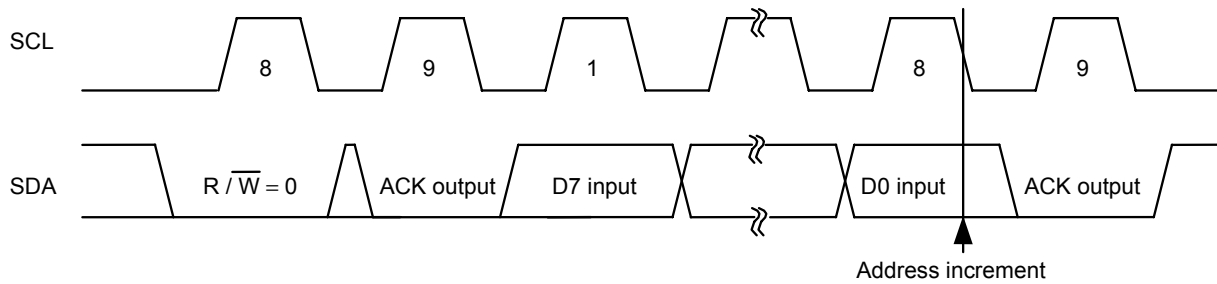 SCL
8 9 1 8 9
SDA
R / W̅ = 0 ACK output D7 input D0 input ACK output
Address increment